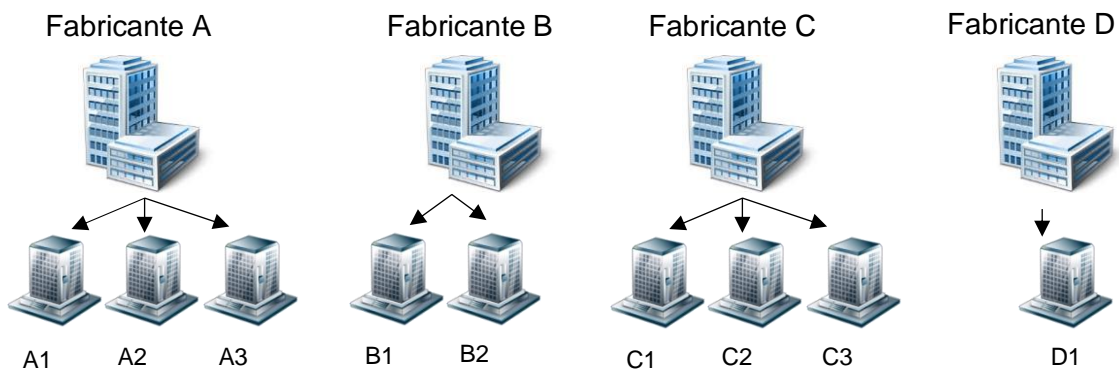 Fabricante A
Fabricante B
Fabricante C
Fabricante D
A1
A2
A3
B1
B2
C1
C2
C3
D1